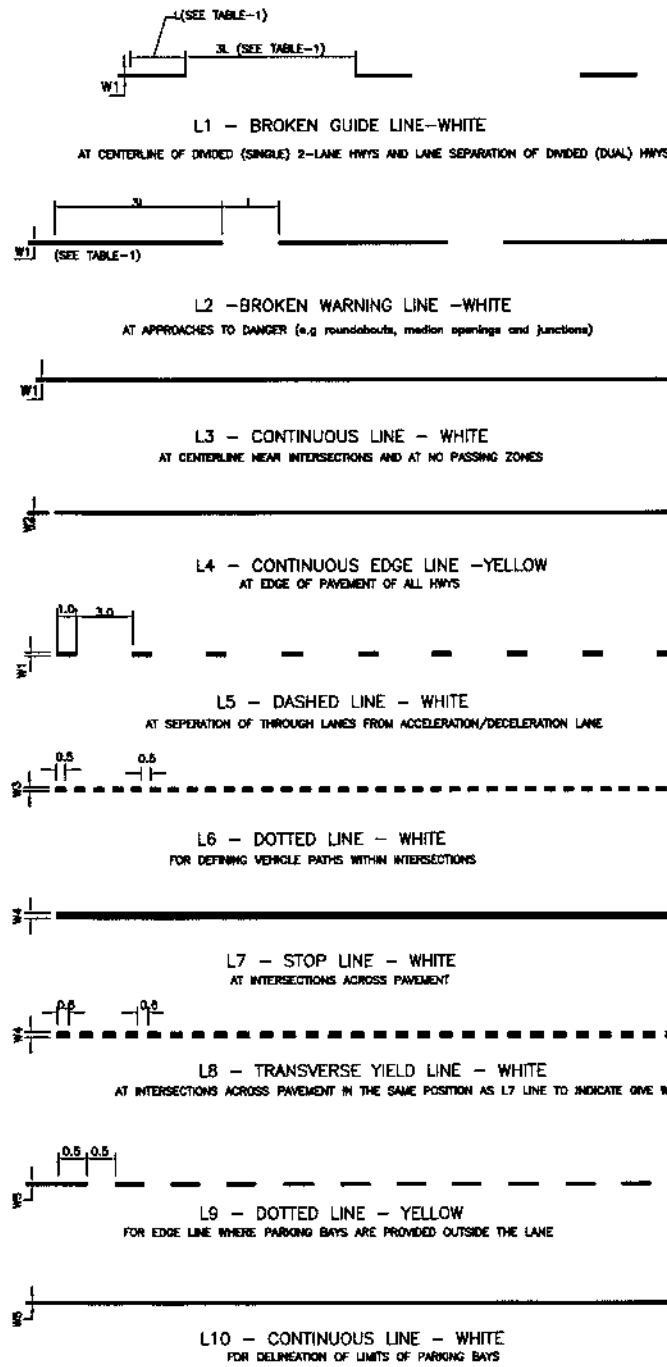 L(SEE TABLE-1)
3L (SEE TABLE-1)
W1
L1 - BROKEN GUIDE LINE-WHITE
AT CENTERLINE OF DIVIDED (SINGLE) 2-LANE HWYS AND LANE SEPARATION OF DIVIDED (DUAL) HWYS
3L
L
W1
(SEE TABLE-1)
L2 -BROKEN WARNING LINE -WHITE
AT APPROACHES TO DANGER (e.g roundabouts, median openings and junctions)
W1
L3 - CONTINUOUS LINE - WHITE
AT CENTERLINE NEAR INTERSECTIONS AND AT NO PASSING ZONES
W2
L4 - CONTINUOUS EDGE LINE -YELLOW
AT EDGE OF PAVEMENT OF ALL HWYS
1.0 3.0
W1
L5 - DASHED LINE - WHITE
AT SEPERATION OF THROUGH LANES FROM ACCELERATION/DECELERATION LANE
0.5 0.5
W3
L6 - DOTTED LINE - WHITE
FOR DEFINING VEHICLE PATHS WITHIN INTERSECTIONS
W4
L7 - STOP LINE - WHITE
AT INTERSECTIONS ACROSS PAVEMENT
W4
L8 - TRANSVERSE YIELD LINE - WHITE
AT INTERSECTIONS ACROSS PAVEMENT IN THE SAME POSITION AS L7 LINE TO INDICATE GIVE
0.5 0.5
W5
L9 - DOTTED LINE - YELLOW
FOR EDGE LINE WHERE PARKING BAYS ARE PROVIDED OUTSIDE THE LANE
W5
L10 - CONTINUOUS LINE - WHITE
FOR DELINEATION OF LIMITS OF PARKING BAYS